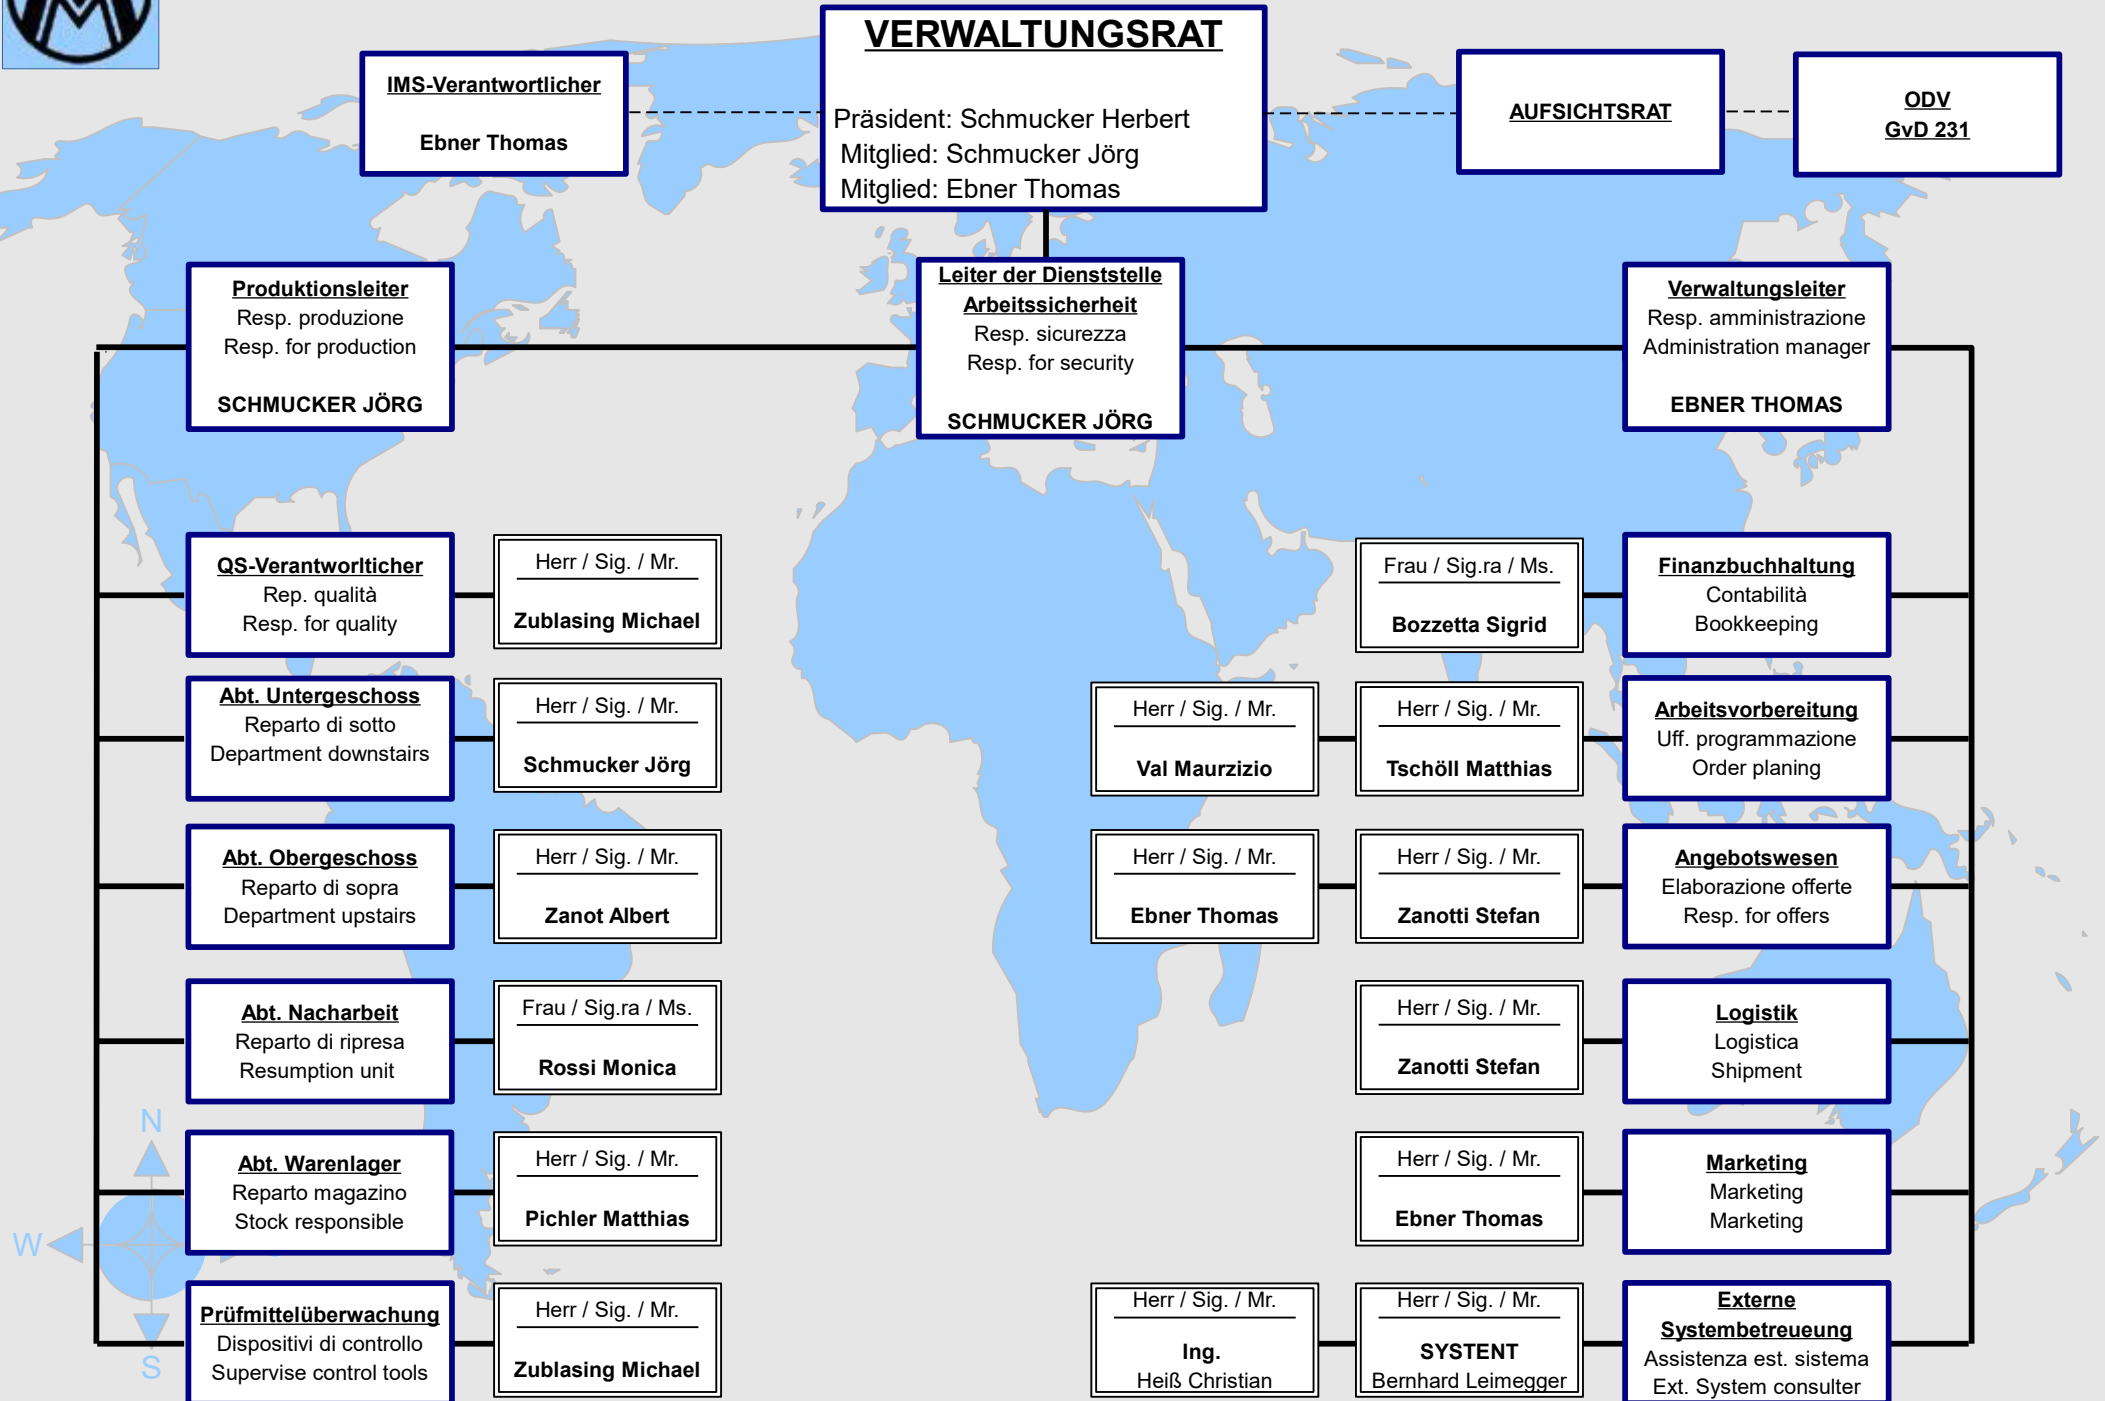 VERWALTUNGSRAT
Präsident: Schmucker Herbert
Mitglied: Schmucker Jörg
Mitglied: Ebner Thomas
IMS-Verantwortlicher
Ebner Thomas
AUFSICHTSRAT
ODV
GvD 231
Produktionsleiter
Resp. produzione
Resp. for production
SCHMUCKER JÖRG
Leiter der Dienststelle
Arbeitssicherheit
Resp. sicurezza
Resp. for security
SCHMUCKER JÖRG
Verwaltungsleiter
Resp. amministrazione
Administration manager
EBNER THOMAS
QS-Verantworlticher
Rep. qualità
Resp. for quality
Herr / Sig. / Mr.
Zublasing Michael
Frau / Sig.ra / Ms.
Bozzetta Sigrid
Finanzbuchhaltung
Contabilità
Bookkeeping
Abt. Untergeschoss
Reparto di sotto
Department downstairs
Herr / Sig. / Mr.
Schmucker Jörg
Herr / Sig. / Mr.
Val Maurzizio
Herr / Sig. / Mr.
Tschöll Matthias
Arbeitsvorbereitung
Uff. programmazione
Order planing
Abt. Obergeschoss
Reparto di sopra
Department upstairs
Herr / Sig. / Mr.
Zanot Albert
Herr / Sig. / Mr.
Ebner Thomas
Herr / Sig. / Mr.
Zanotti Stefan
Angebotswesen
Elaborazione offerte
Resp. for offers
Abt. Nacharbeit
Reparto di ripresa
Resumption unit
Frau / Sig.ra / Ms.
Rossi Monica
Herr / Sig. / Mr.
Zanotti Stefan
Logistik
Logistica
Shipment
N
Abt. Warenlager
Reparto magazino
Stock responsible
Herr / Sig. / Mr.
Pichler Matthias
Herr / Sig. / Mr.
Ebner Thomas
Marketing
Marketing
Marketing
W
S
Prüfmittelüberwachung
Dispositivi di controllo
Supervise control tools
Herr / Sig. / Mr.
Zublasing Michael
Herr / Sig. / Mr.
Ing.
Heiß Christian
Herr / Sig. / Mr.
SYSTENT
Bernhard Leimegger
Externe
Systembetreueung
Assistenza est. sistema
Ext. System consulter